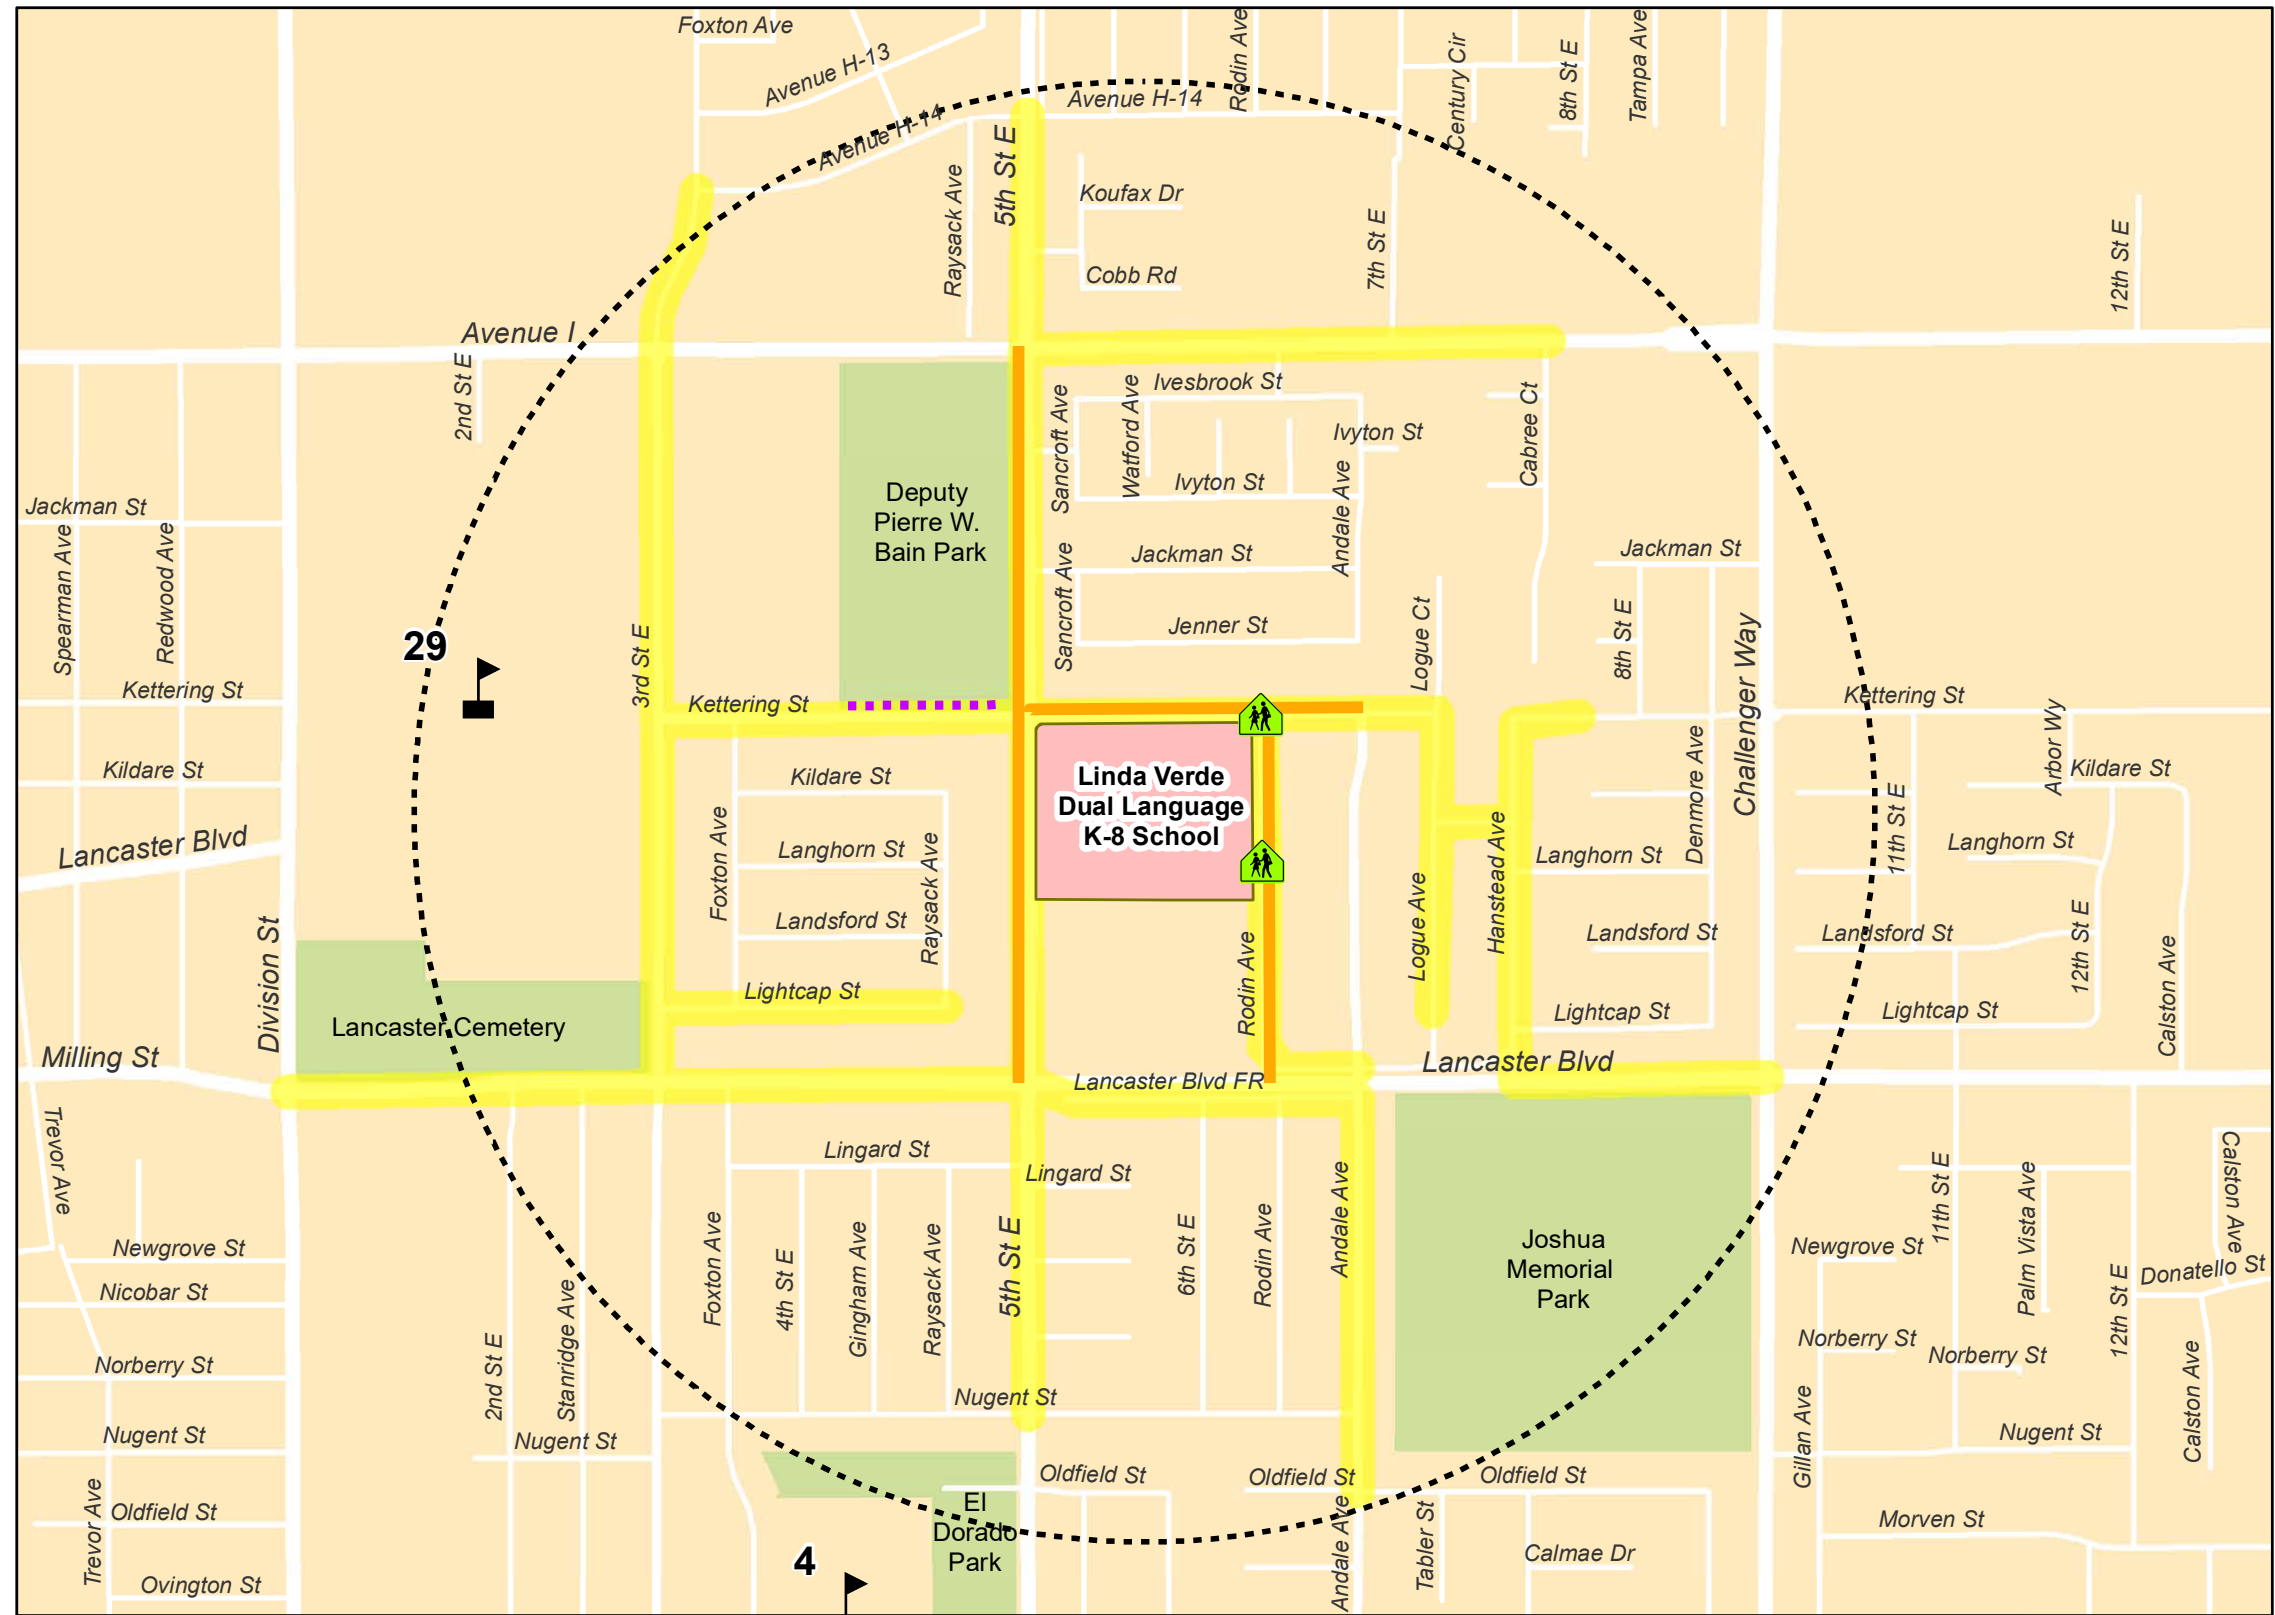 Foxton Ave
Avenue H-13
Avenue H-14
Avenue H-14
Rodin Ave
Century Cir
8th St E
Tampa Ave
Raysack Ave
5th St E
Koufax Dr
Cobb Rd
7th St E
12th St E
Avenue I
2nd St E
Ivesbrook St
Sancroft Ave
Watford Ave
Ivyton St
Ivyton St
Andale Ave
Cabree Ct
Deputy
Pierre W.
Bain Park
Jackman St
Spearman Ave
Redwood Ave
Jackman St
Jackman St
Sancroft Ave
Jenner St
Logue Ct
8th St E
Challenger Way
29
3rd St E
Kettering St
Kettering St
Kettering St
Arbor Wy
Kildare St
Kildare St
Kildare St
Linda Verde
Dual Language
K-8 School
Denmore Ave
Lancaster Blvd
Foxton Ave
Langhorn St
Raysack Ave
Logue Ave
Hanstead Ave
Langhorn St
11th St E
Langhorn St
Division St
Landsford St
Rodin Ave
Landsford St
Landsford St
12th St E
Calston Ave
Lightcap St
Lightcap St
Lightcap St
Lancaster Cemetery
Milling St
Lancaster Blvd
Lancaster Blvd FR
Trevor Ave
Lingard St
Lingard St
Andale Ave
11th St E
Palm Vista Ave
Calston Ave
Newgrove St
Nicobar St
Foxton Ave
4th St E
Gingham Ave
Raysack Ave
5th St E
6th St E
Rodin Ave
Joshua
Memorial
Park
Newgrove St
Donatello St
2nd St E
Stanridge Ave
Norberry St
Norberry St
Norberry St
12th St E
Calston Ave
Nugent St
Nugent St
Nugent St
Nugent St
Gillan Ave
Trevor Ave
Oldfield St
Oldfield St
Oldfield St
Oldfield St
El
Dorado
Park
Andale Ave
Tabler St
Morven St
Calmae Dr
4
Ovington St